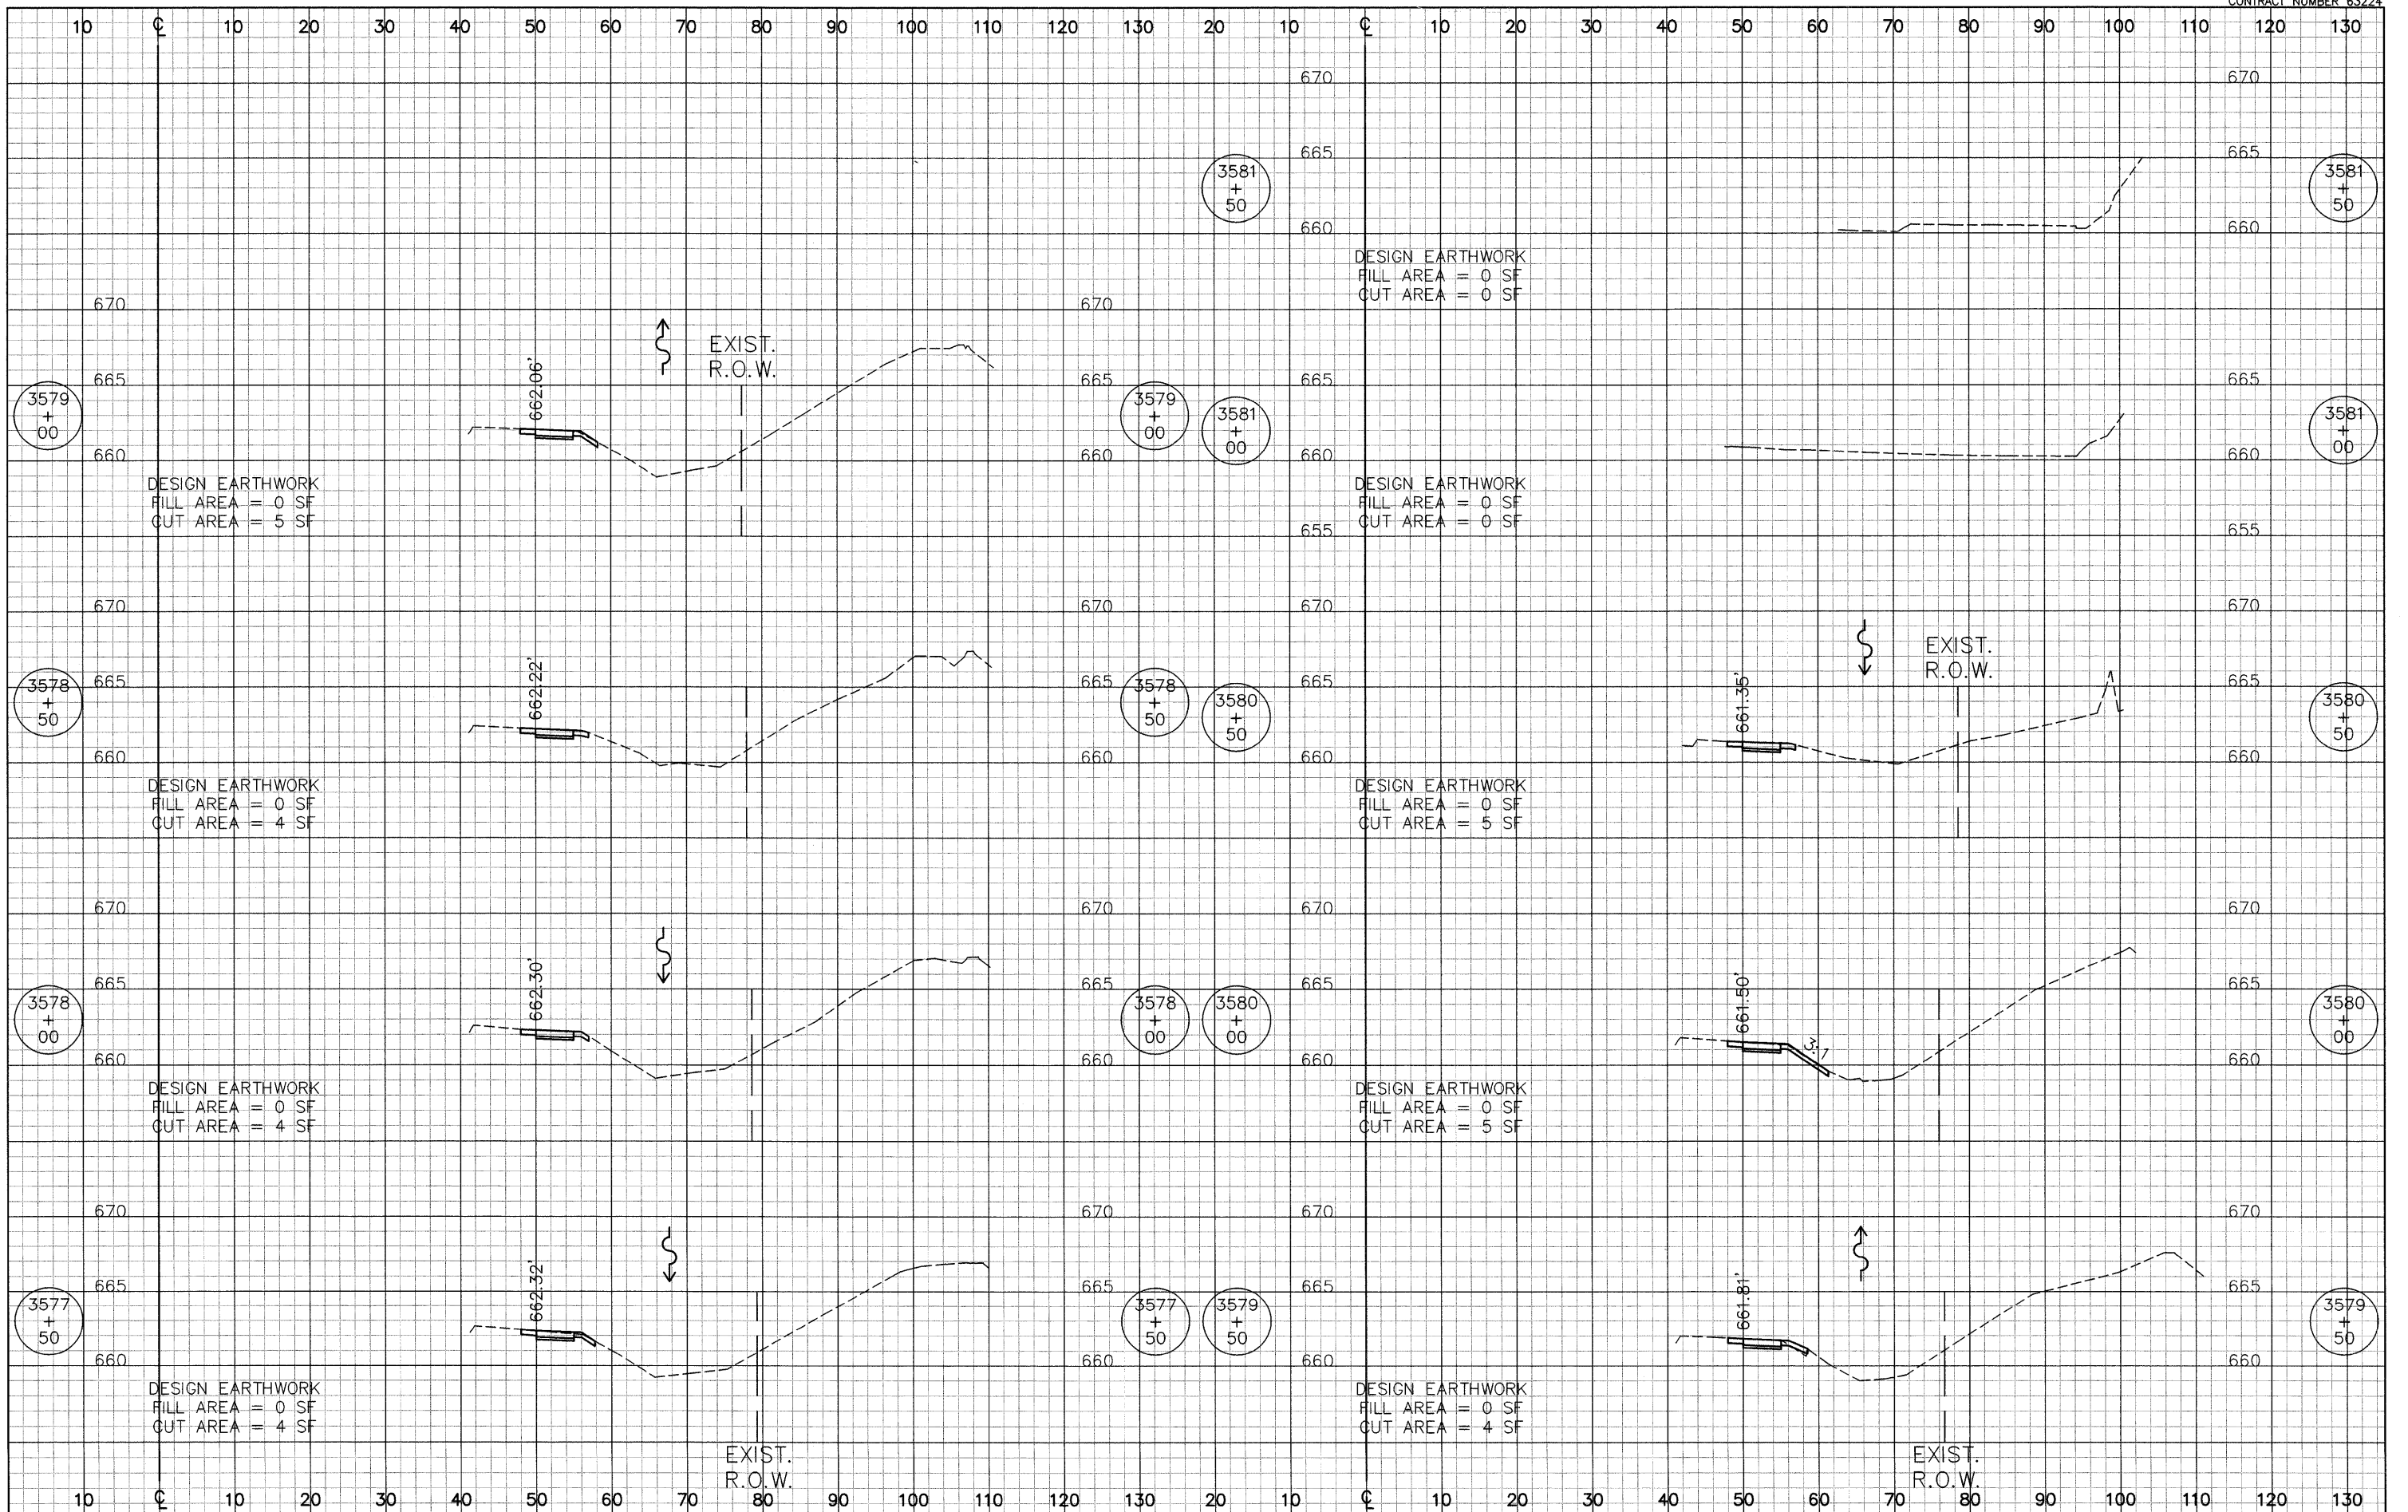 CONTRACT NUMBER 63224
10 ℄ 10 20 30 40 50 60 70 80 90 100 110 120 130 20 10 ℄ 10 20 30 40 50 60 70 80 90 100 110 120 130
670 670
3581 + 50 665 665 3581 + 50
660 660
DESIGN EARTHWORK
FILL AREA = 0 SF
CUT AREA = 0 SF
670 670
EXIST.
R.O.W.
662.06'
665 665 665 665
3579 + 00 3579 + 00 3581 + 00 3581 + 00
660 660 660 660
DESIGN EARTHWORK
FILL AREA = 0 SF
CUT AREA = 5 SF
DESIGN EARTHWORK
FILL AREA = 0 SF
CUT AREA = 0 SF
655 655
670 670 670 670
EXIST.
R.O.W.
662.22' 661.35'
665 665 665 665
3578 + 50 3578 + 50 3580 + 50 3580 + 50
660 660 660 660
DESIGN EARTHWORK
FILL AREA = 0 SF
CUT AREA = 4 SF
DESIGN EARTHWORK
FILL AREA = 0 SF
CUT AREA = 5 SF
670 670 670 670
662.30' 661.50'
665 665 665 665
3578 + 00 3578 + 00 3580 + 00 3580 + 00
3:1
660 660 660 660
DESIGN EARTHWORK
FILL AREA = 0 SF
CUT AREA = 4 SF
DESIGN EARTHWORK
FILL AREA = 0 SF
CUT AREA = 5 SF
670 670 670 670
662.32' 661.81'
665 665 665 665
3577 + 50 3577 + 50 3579 + 50 3579 + 50
660 660 660 660
DESIGN EARTHWORK
FILL AREA = 0 SF
CUT AREA = 4 SF
DESIGN EARTHWORK
FILL AREA = 0 SF
CUT AREA = 4 SF
EXIST.
R.O.W.
EXIST.
R.O.W.
10 ℄ 10 20 30 40 50 60 70 80 90 100 110 120 130 20 10 ℄ 10 20 30 40 50 60 70 80 90 100 110 120 130